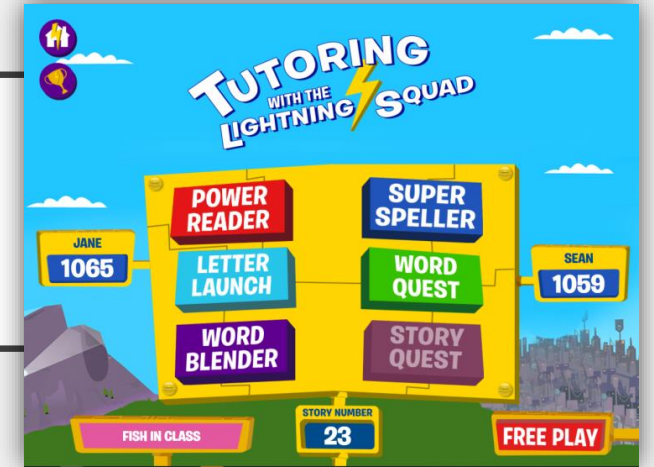 TUTORING
WITH THE
LIGHTNING SQUAD
POWER
READER
SUPER
SPELLER
JANE
1065
LETTER
LAUNCH
WORD
QUEST
SEAN
1059
WORD
BLENDER
STORY
QUEST
FISH IN CLASS
STORY NUMBER
23
FREE PLAY